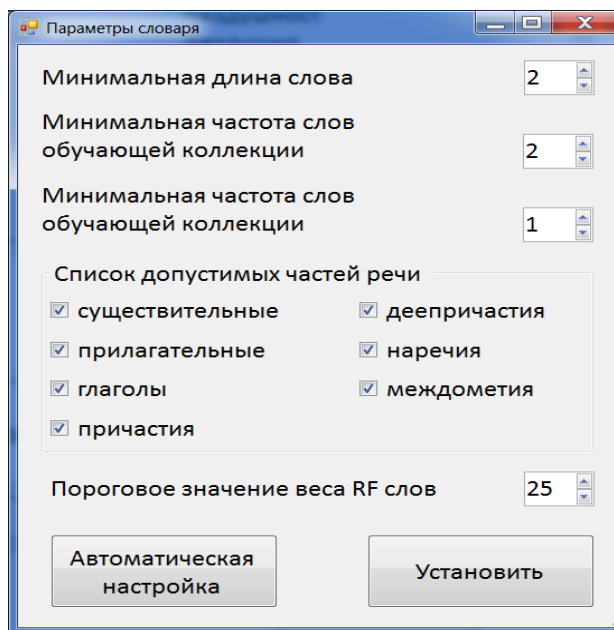 Параметры словаря
Минимальная длина слова
2
Минимальная частота слов
обучающей коллекции
2
Минимальная частота слов
обучающей коллекции
1
Список допустимых частей речи
существительные
деепричастия
прилагательные
наречия
глаголы
междометия
причастия
Пороговое значение веса RF слов
25
Автоматическая
настройка
Установить